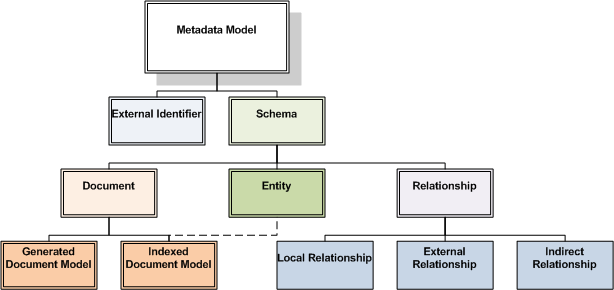 Metadata Model
External Identifier
Schema
Document
Entity
Relationship
Generated
Document Model
Indexed
Document Model
Local Relationship
External
Relationship
Indirect
Relationship